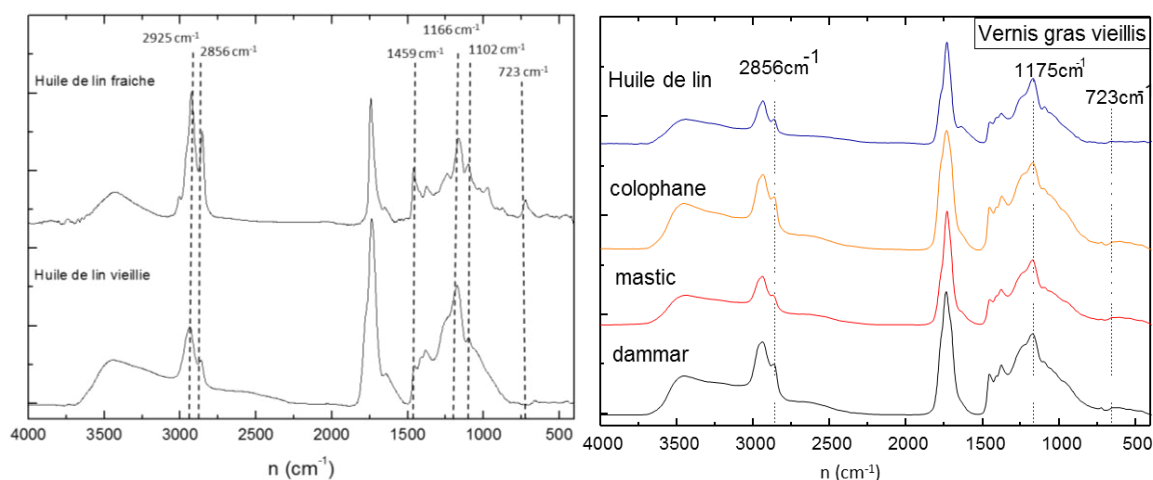 2925 cm⁻¹
2856 cm⁻¹
1459 cm⁻¹
1166 cm⁻¹
1102 cm⁻¹
723 cm⁻¹
Huile de lin fraiche
Huile de lin vieillie
4000 3500 3000 2500 2000 1500 1000 500
n (cm⁻¹)
Vernis gras vieillis
2856cm⁻¹
1175cm⁻¹
723cm⁻¹
Huile de lin
colophane
mastic
dammar
4000 3500 3000 2500 2000 1500 1000 500
n (cm⁻¹)